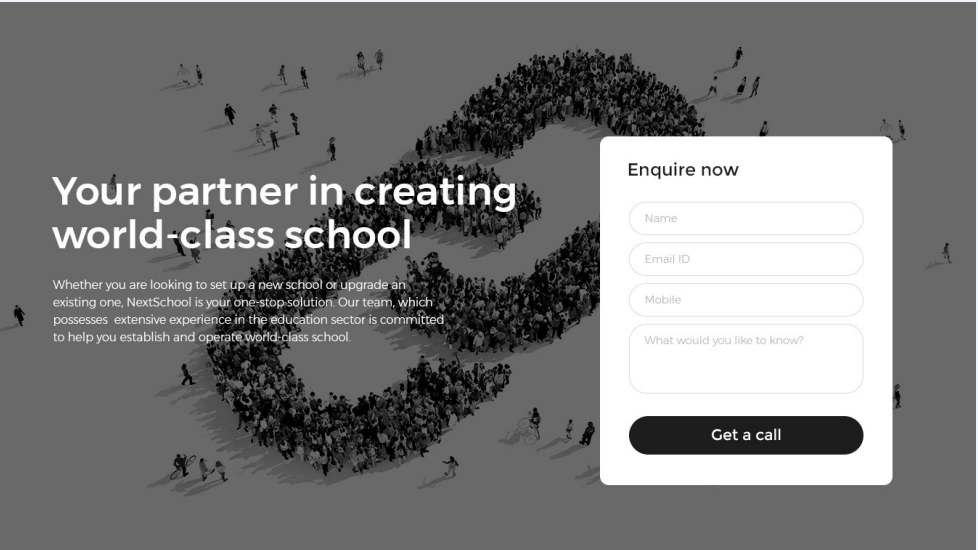 Your partner in creating
world-class school
Whether you are looking to set up a new school or upgrade an
existing one, NextSchool is your one-stop solution. Our team, which
possesses extensive experience in the education sector is committed
to help you establish and operate world-class school.
Enquire now
Name
Email ID
Mobile
What would you like to know?
Get a call